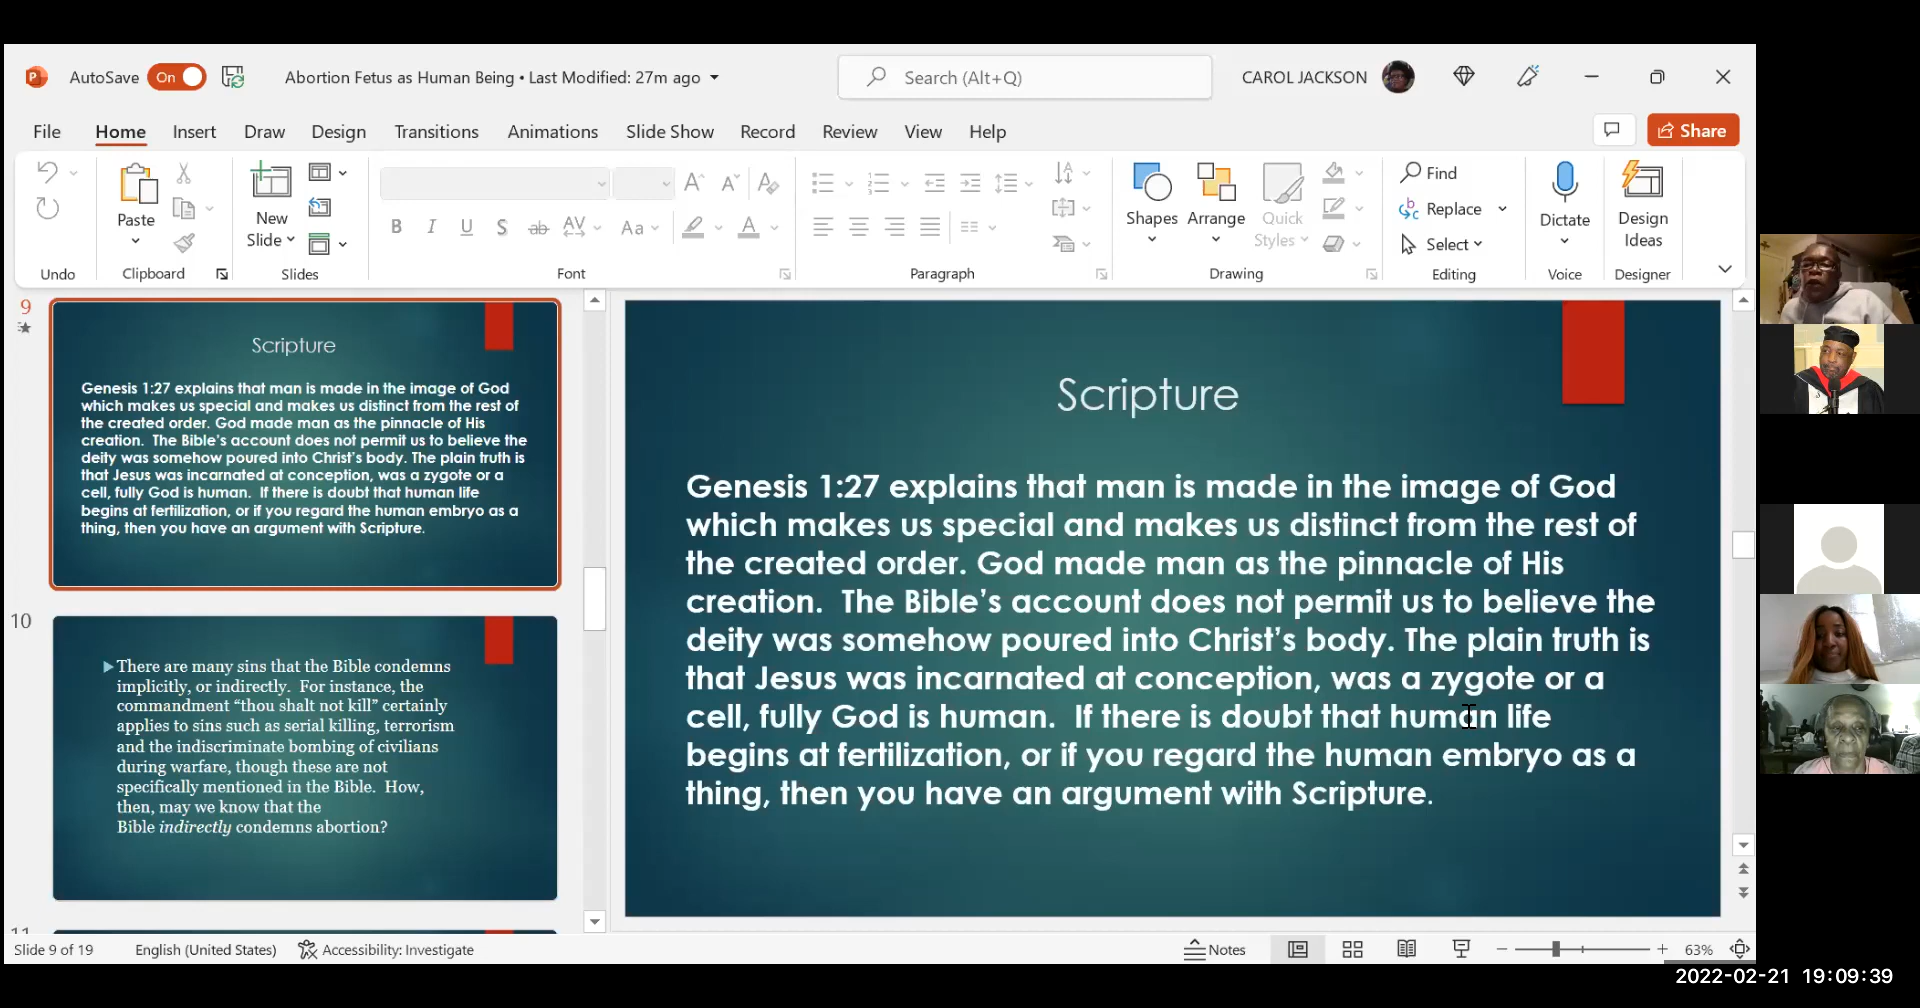 AutoSave On Abortion Fetus as Human Being • Last Modified: 27m ago Search (Alt+Q) CAROL JACKSON
File Home Insert Draw Design Transitions Animations Slide Show Record Review View Help Share
Paste New Slide Shapes Arrange Quick Styles Find Replace Select Dictate Design Ideas
Undo Clipboard Slides Font Paragraph Drawing Editing Voice Designer
9
Scripture
Genesis 1:27 explains that man is made in the image of God
which makes us special and makes us distinct from the rest of
the created order. God made man as the pinnacle of His
creation.  The Bible’s account does not permit us to believe the
deity was somehow poured into Christ’s body. The plain truth is
that Jesus was incarnated at conception, was a zygote or a
cell, fully God is human.  If there is doubt that human life
begins at fertilization, or if you regard the human embryo as a
thing, then you have an argument with Scripture.
10
There are many sins that the Bible condemns
implicitly, or indirectly.  For instance, the
commandment “thou shalt not kill” certainly
applies to sins such as serial killing, terrorism
and the indiscriminate bombing of civilians
during warfare, though these are not
specifically mentioned in the Bible.  How,
then, may we know that the
Bible indirectly condemns abortion?
11
Scripture
Genesis 1:27 explains that man is made in the image of God
which makes us special and makes us distinct from the rest of
the created order. God made man as the pinnacle of His
creation.  The Bible’s account does not permit us to believe the
deity was somehow poured into Christ’s body. The plain truth is
that Jesus was incarnated at conception, was a zygote or a
cell, fully God is human.  If there is doubt that human life
begins at fertilization, or if you regard the human embryo as a
thing, then you have an argument with Scripture.
Slide 9 of 19 English (United States) Accessibility: Investigate Notes 63%
2022-02-21 19:09:39